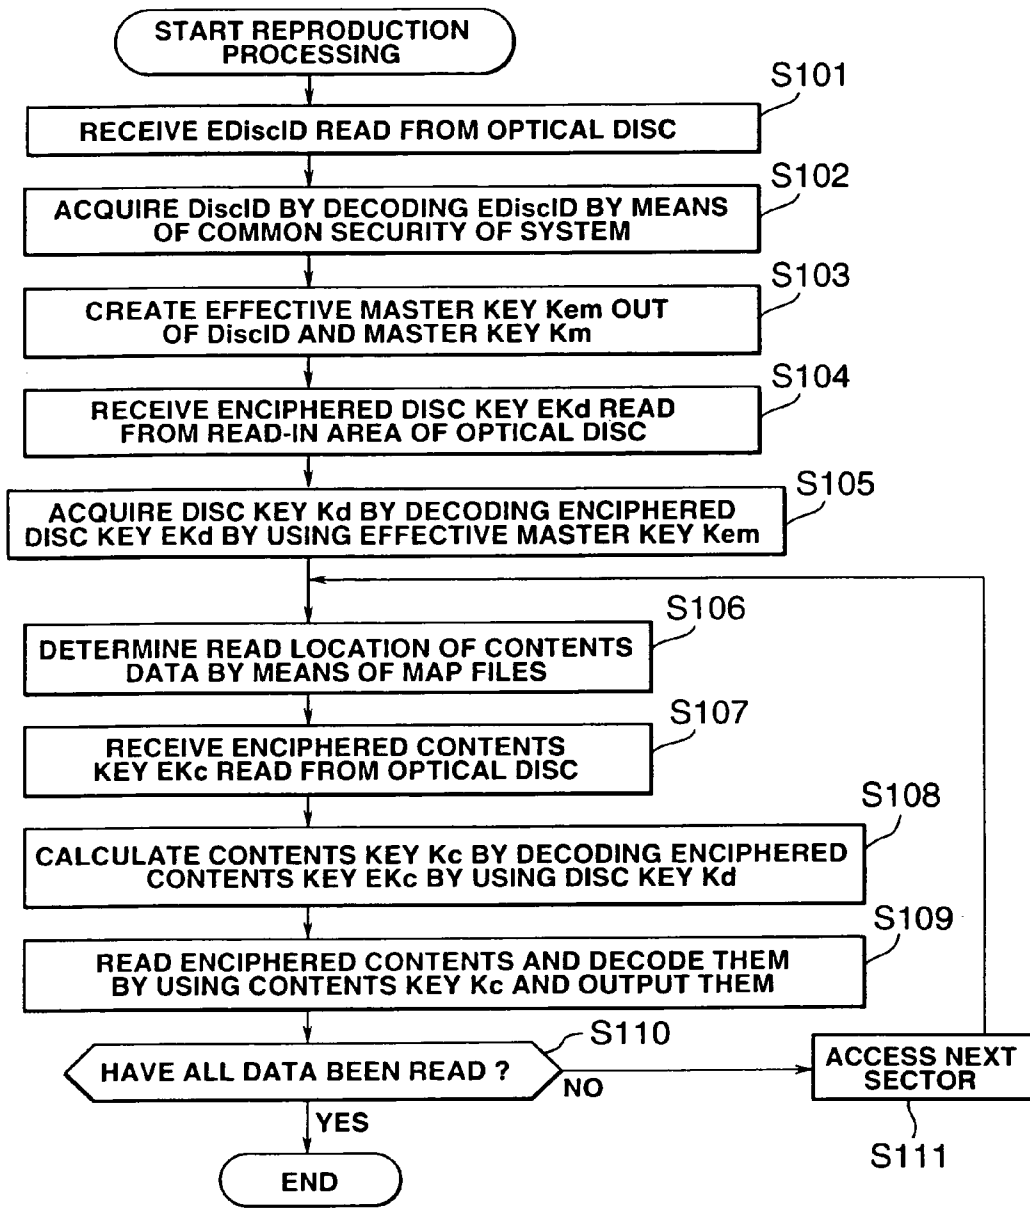 START REPRODUCTION
PROCESSING
S101
RECEIVE EDiscID READ FROM OPTICAL DISC
S102
ACQUIRE DiscID BY DECODING EDiscID BY MEANS
OF COMMON SECURITY OF SYSTEM
S103
CREATE EFFECTIVE MASTER KEY Kem OUT
OF DiscID AND MASTER KEY Km
S104
RECEIVE ENCIPHERED DISC KEY EKd READ
FROM READ-IN AREA OF OPTICAL DISC
S105
ACQUIRE DISC KEY Kd BY DECODING ENCIPHERED
DISC KEY EKd BY USING EFFECTIVE MASTER KEY Kem
S106
DETERMINE READ LOCATION OF CONTENTS
DATA BY MEANS OF MAP FILES
S107
RECEIVE ENCIPHERED CONTENTS
KEY EKc READ FROM OPTICAL DISC
S108
CALCULATE CONTENTS KEY Kc BY DECODING ENCIPHERED
CONTENTS KEY EKc BY USING DISC KEY Kd
S109
READ ENCIPHERED CONTENTS AND DECODE THEM
BY USING CONTENTS KEY Kc AND OUTPUT THEM
S110
HAVE ALL DATA BEEN READ ?
NO
ACCESS NEXT
SECTOR
S111
YES
END